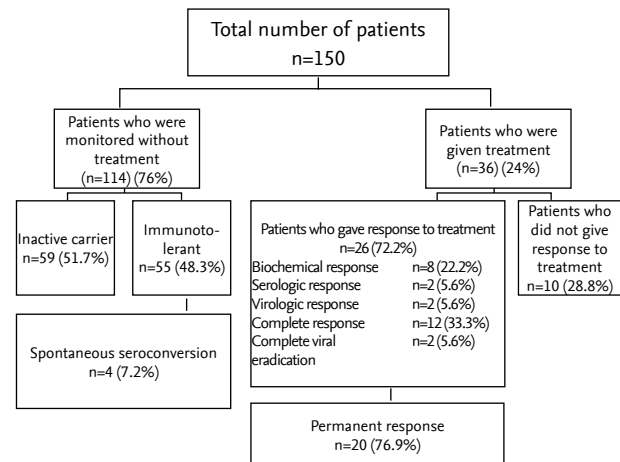 Total number of patients
n=150
Patients who were
monitored without
treatment
(n=114) (76%)
Patients who were
given treatment
(n=36) (24%)
Inactive carrier
n=59 (51.7%)
Immunoto-
lerant
n=55 (48.3%)
Patients who gave response to treatment
n=26 (72.2%)
Biochemical response n=8 (22.2%)
Serologic response n=2 (5.6%)
Virologic response n=2 (5.6%)
Complete response n=12 (33.3%)
Complete viral n=2 (5.6%)
eradication
Patients who
did not give
response to
treatment
n=10 (28.8%)
Spontaneous seroconversion
n=4 (7.2%)
Permanent response
n=20 (76.9%)